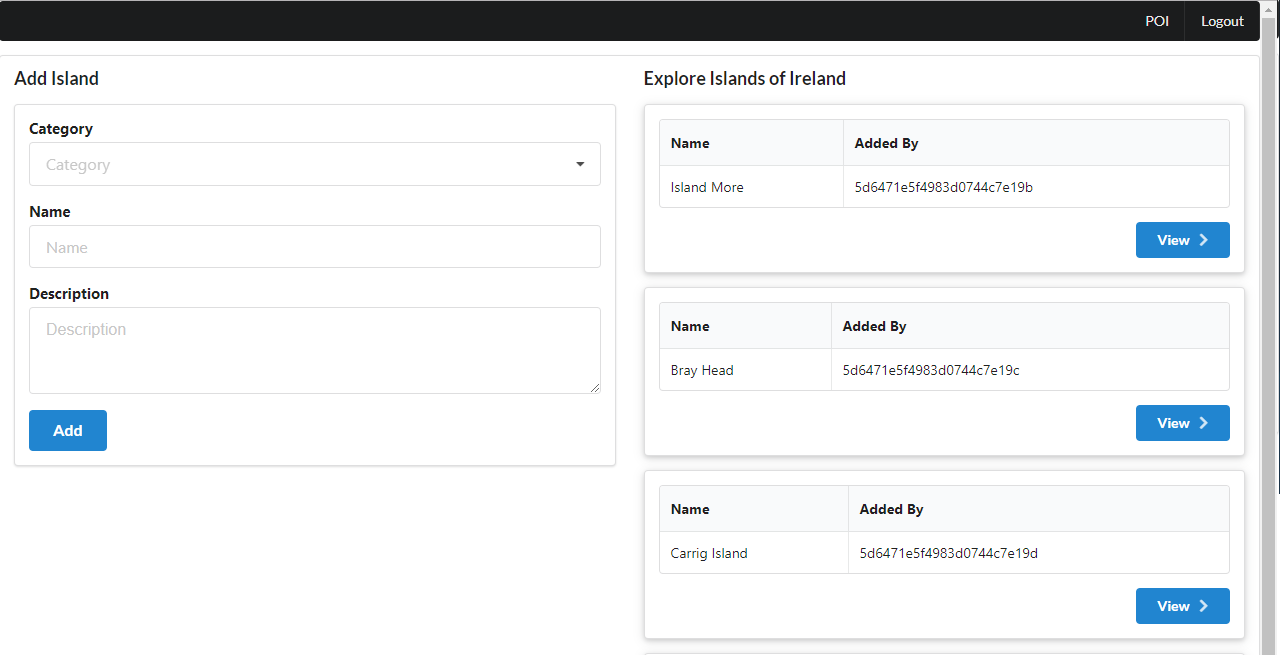 POI Logout
Add Island
Category
Category
Name
Name
Description
Description
Add
Explore Islands of Ireland
Name Added By
Island More 5d6471e5f4983d0744c7e19b
View
Name Added By
Bray Head 5d6471e5f4983d0744c7e19c
View
Name Added By
Carrig Island 5d6471e5f4983d0744c7e19d
View